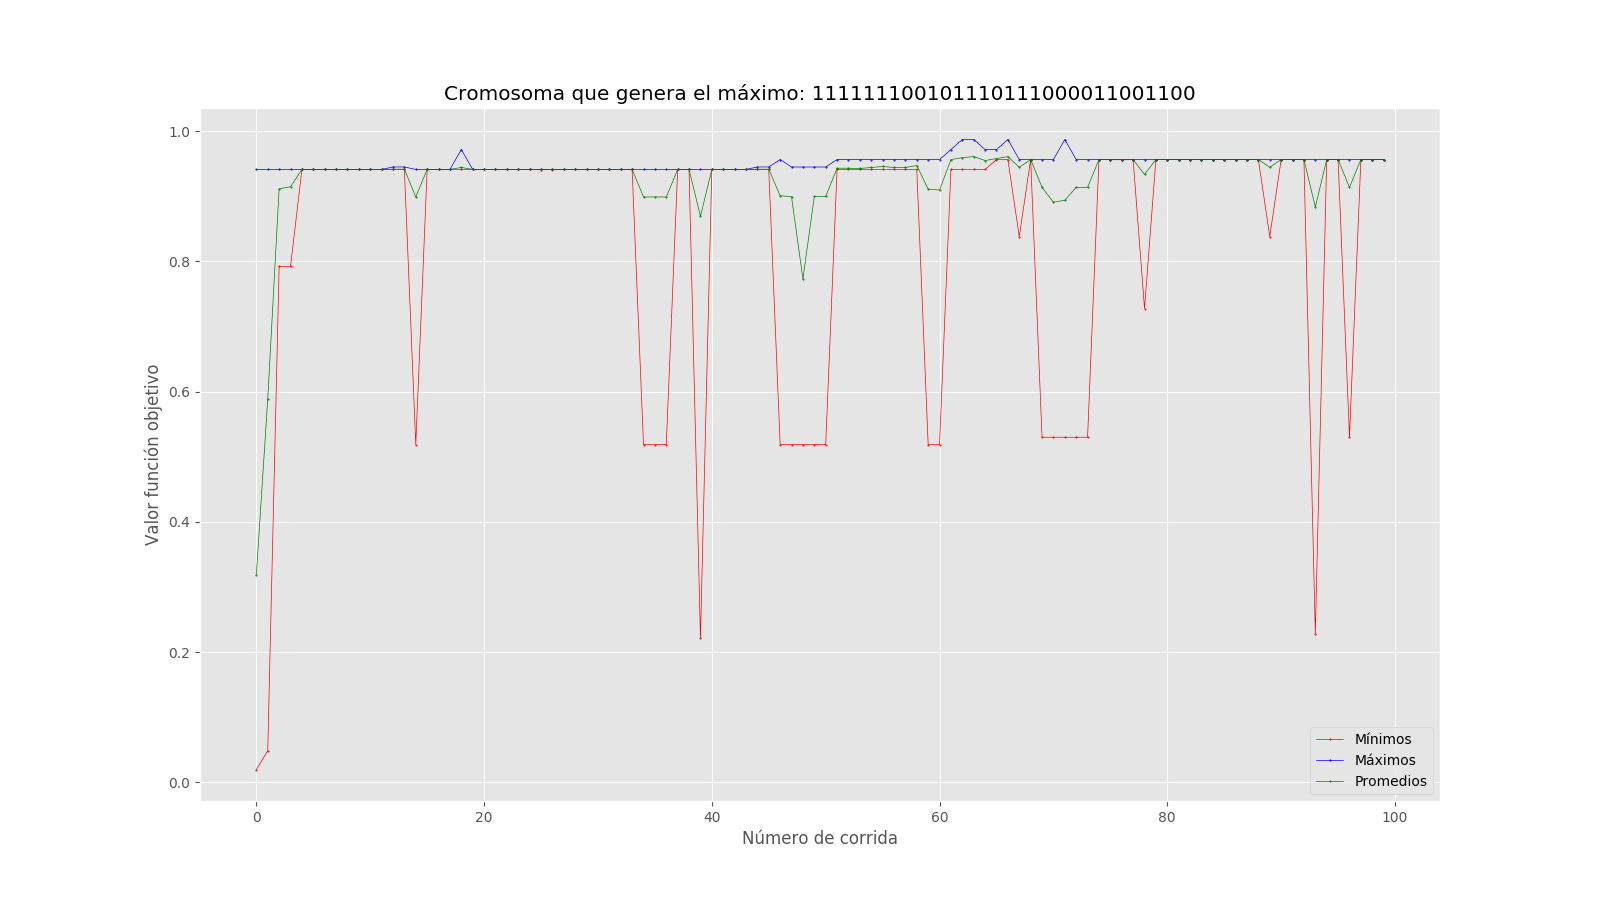 Cromosoma que genera el máximo: 111111100101110111000011001100
1.0
0.8
0.6
0.4
0.2
0.0
Valor función objetivo
0 20 40 60 80 100
Número de corrida
Mínimos
Máximos
Promedios